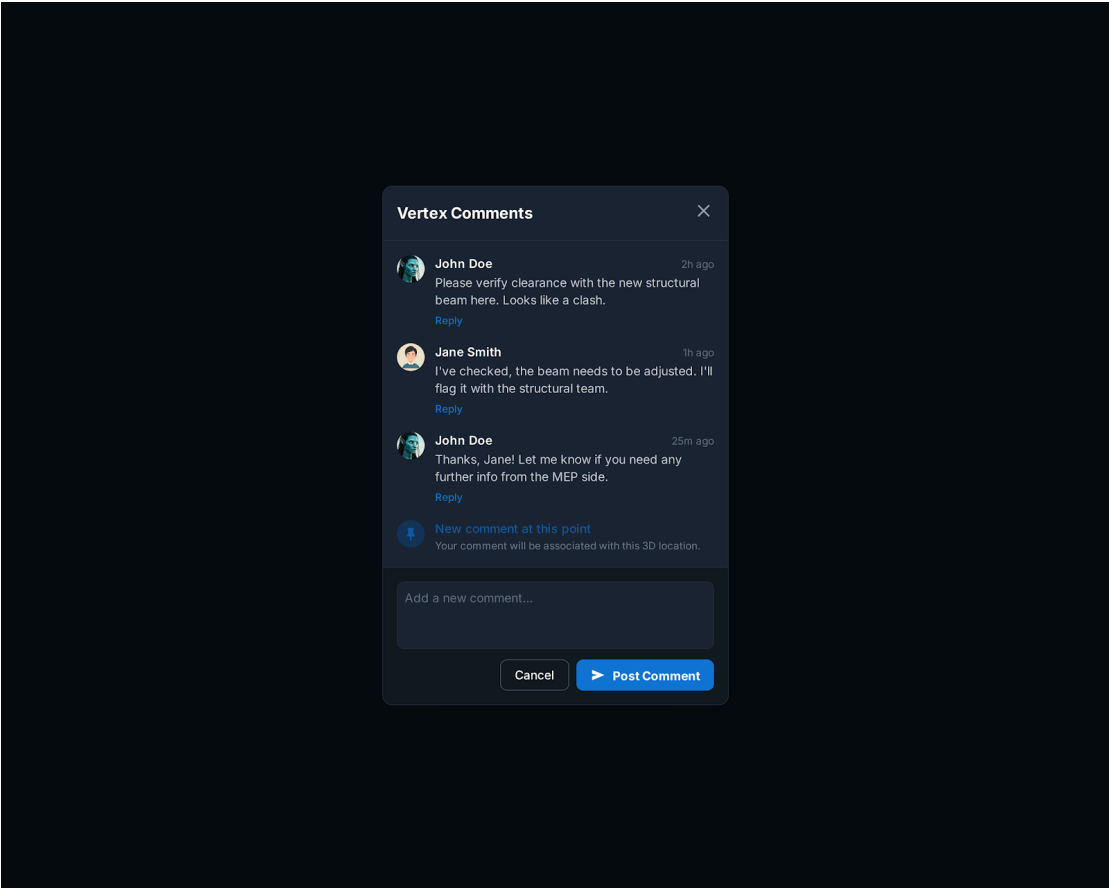 Vertex Comments
John Doe
2h ago
Please verify clearance with the new structural
beam here. Looks like a clash.
Reply
Jane Smith
1h ago
I've checked, the beam needs to be adjusted. I'll
flag it with the structural team.
Reply
John Doe
25m ago
Thanks, Jane! Let me know if you need any
further info from the MEP side.
Reply
New comment at this point
Your comment will be associated with this 3D location.
Add a new comment...
Cancel
Post Comment